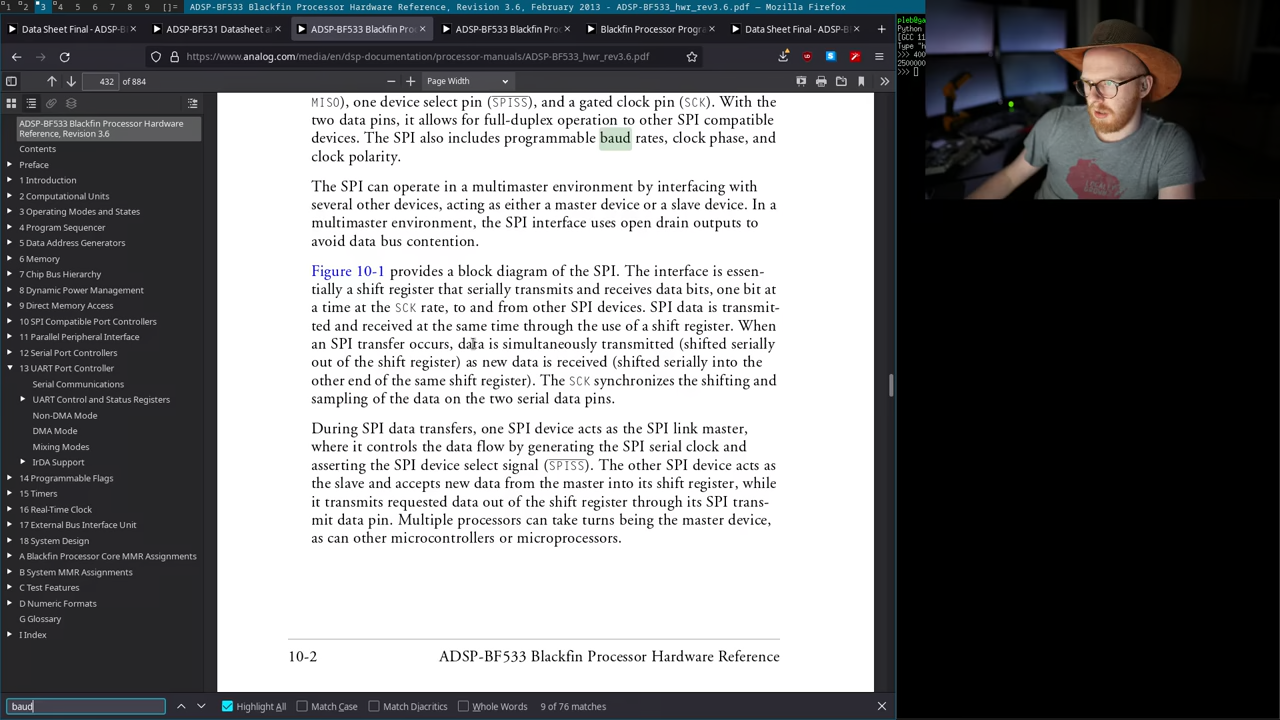 1 2 3 4 5 6 7 8 9 []= ADSP-BF533 Blackfin Processor Hardware Reference, Revision 3.6, February 2013 - ADSP-BF533_hwr_rev3.6.pdf — Mozilla Firefox
Data Sheet Final - ADSP-B
ADSP-BF531 Datasheet an
ADSP-BF533 Blackfin Proc
ADSP-BF533 Blackfin Proc
Blackfin Processor Progra
Data Sheet Final - ADSP-B
https://www.analog.com/media/en/dsp-documentation/processor-manuals/ADSP-BF533_hwr_rev3.6.pdf
432 of 884
Page Width
ADSP-BF533 Blackfin Processor Hardware
Reference, Revision 3.6
Contents
Preface
1 Introduction
2 Computational Units
3 Operating Modes and States
4 Program Sequencer
5 Data Address Generators
6 Memory
7 Chip Bus Hierarchy
8 Dynamic Power Management
9 Direct Memory Access
10 SPI Compatible Port Controllers
11 Parallel Peripheral Interface
12 Serial Port Controllers
13 UART Port Controller
Serial Communications
UART Control and Status Registers
Non-DMA Mode
DMA Mode
Mixing Modes
IrDA Support
14 Programmable Flags
15 Timers
16 Real-Time Clock
17 External Bus Interface Unit
18 System Design
A Blackfin Processor Core MMR Assignments
B System MMR Assignments
C Test Features
D Numeric Formats
G Glossary
I Index
MISO), one device select pin (SPISS), and a gated clock pin (SCK). With the
two data pins, it allows for full-duplex operation to other SPI compatible
devices. The SPI also includes programmable baud rates, clock phase, and
clock polarity.
The SPI can operate in a multimaster environment by interfacing with
several other devices, acting as either a master device or a slave device. In a
multimaster environment, the SPI interface uses open drain outputs to
avoid data bus contention.
Figure 10-1 provides a block diagram of the SPI. The interface is essen-
tially a shift register that serially transmits and receives data bits, one bit at
a time at the SCK rate, to and from other SPI devices. SPI data is transmit-
ted and received at the same time through the use of a shift register. When
an SPI transfer occurs, data is simultaneously transmitted (shifted serially
out of the shift register) as new data is received (shifted serially into the
other end of the same shift register). The SCK synchronizes the shifting and
sampling of the data on the two serial data pins.
During SPI data transfers, one SPI device acts as the SPI link master,
where it controls the data flow by generating the SPI serial clock and
asserting the SPI device select signal (SPISS). The other SPI device acts as
the slave and accepts new data from the master into its shift register, while
it transmits requested data out of the shift register through its SPI trans-
mit data pin. Multiple processors can take turns being the master device,
as can other microcontrollers or microprocessors.
10-2 ADSP-BF533 Blackfin Processor Hardware Reference
baud
Highlight All
Match Case
Match Diacritics
Whole Words
9 of 76 matches
pleb@ga
Python
[GCC 11
Type "h
>>> 400
2500000
>>>